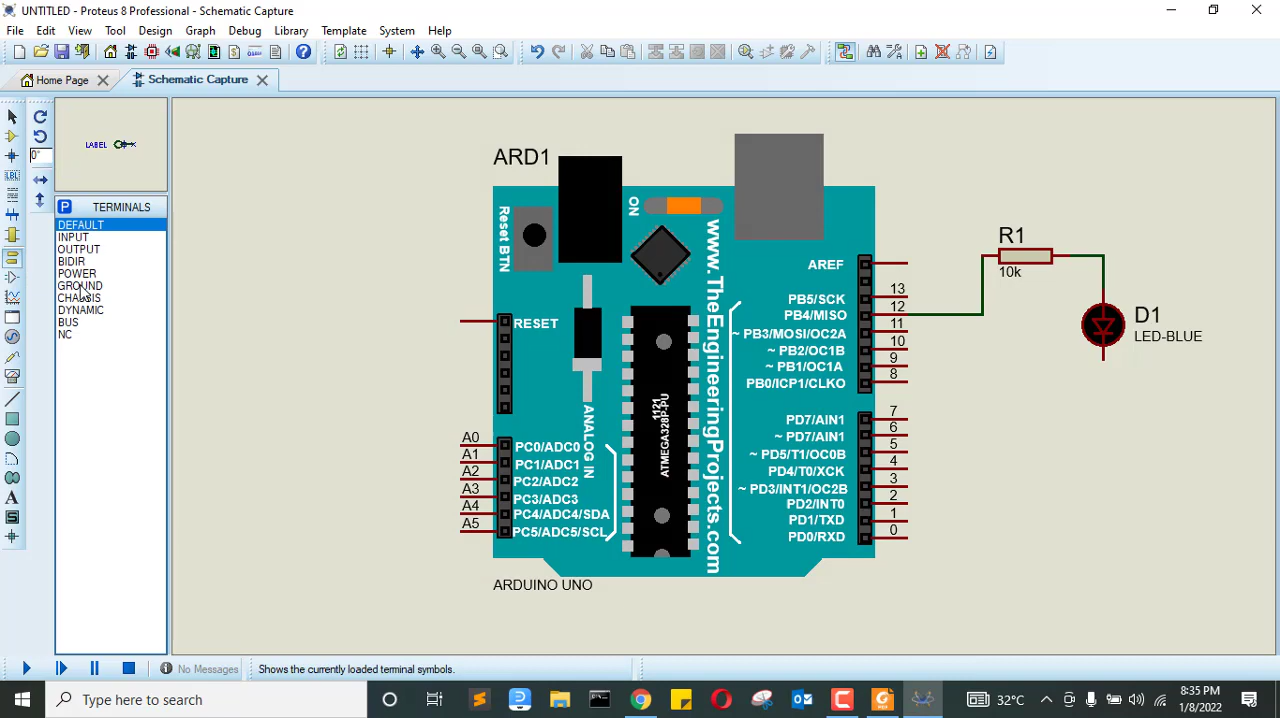 UNTITLED - Proteus 8 Professional - Schematic Capture
File Edit View Tool Design Graph Debug Library Template System Help
Home Page Schematic Capture
0°
LBL
LABEL
P TERMINALS
DEFAULT
INPUT
OUTPUT
BIDIR
POWER
GROUND
CHASSIS
DYNAMIC
BUS
NC
A
S
ARD1
Reset BTN
ON
www.TheEngineeringProjects.com
RESET
ANALOG IN
1121
ATMEGA328P-PU
A0 PC0/ADC0
A1 PC1/ADC1
A2 PC2/ADC2
A3 PC3/ADC3
A4 PC4/ADC4/SDA
A5 PC5/ADC5/SCL
AREF
PB5/SCK 13
PB4/MISO 12
~ PB3/MOSI/OC2A 11
~ PB2/OC1B 10
~ PB1/OC1A 9
PB0/ICP1/CLKO 8
PD7/AIN1 7
~ PD7/AIN1 6
~ PD5/T1/OC0B 5
PD4/T0/XCK 4
~ PD3/INT1/OC2B 3
PD2/INT0 2
PD1/TXD 1
PD0/RXD 0
ARDUINO UNO
R1
10k
D1
LED-BLUE
No Messages Shows the currently loaded terminal symbols.
Type here to search
32°C
8:35 PM
1/8/2022